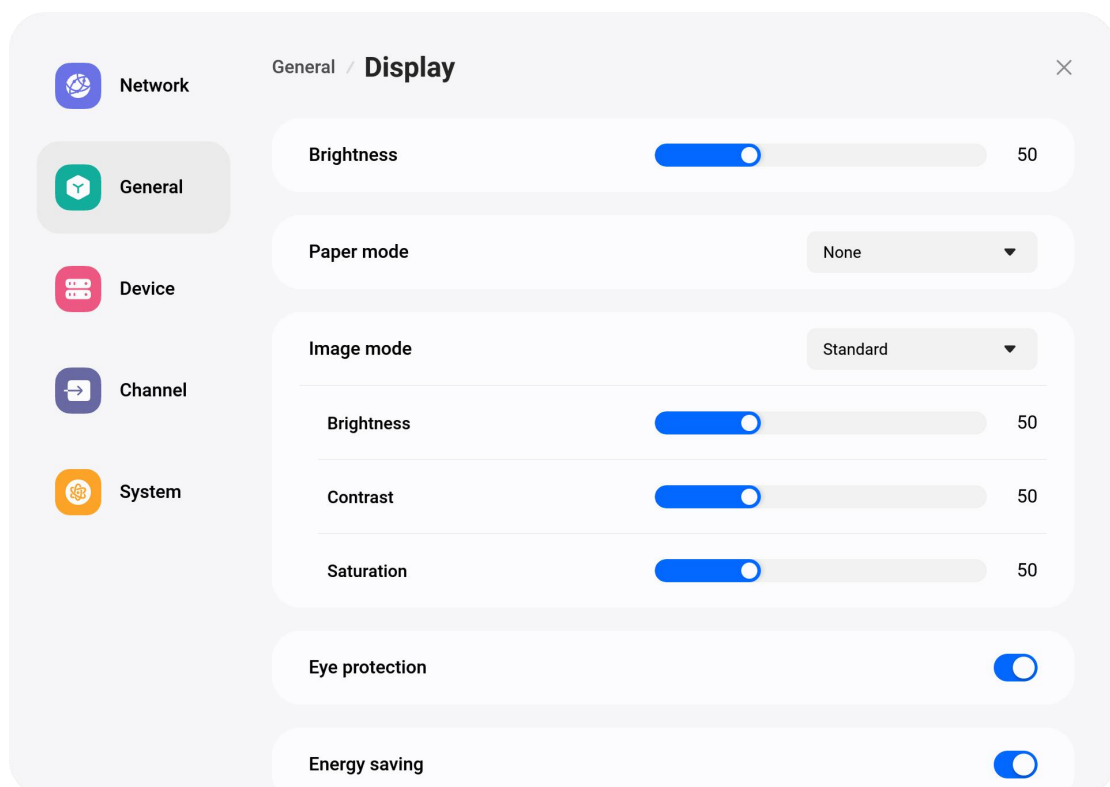 Network
General
Device
Channel
System
General / Display
Brightness 50
Paper mode None
Image mode Standard
Brightness 50
Contrast 50
Saturation 50
Eye protection
Energy saving